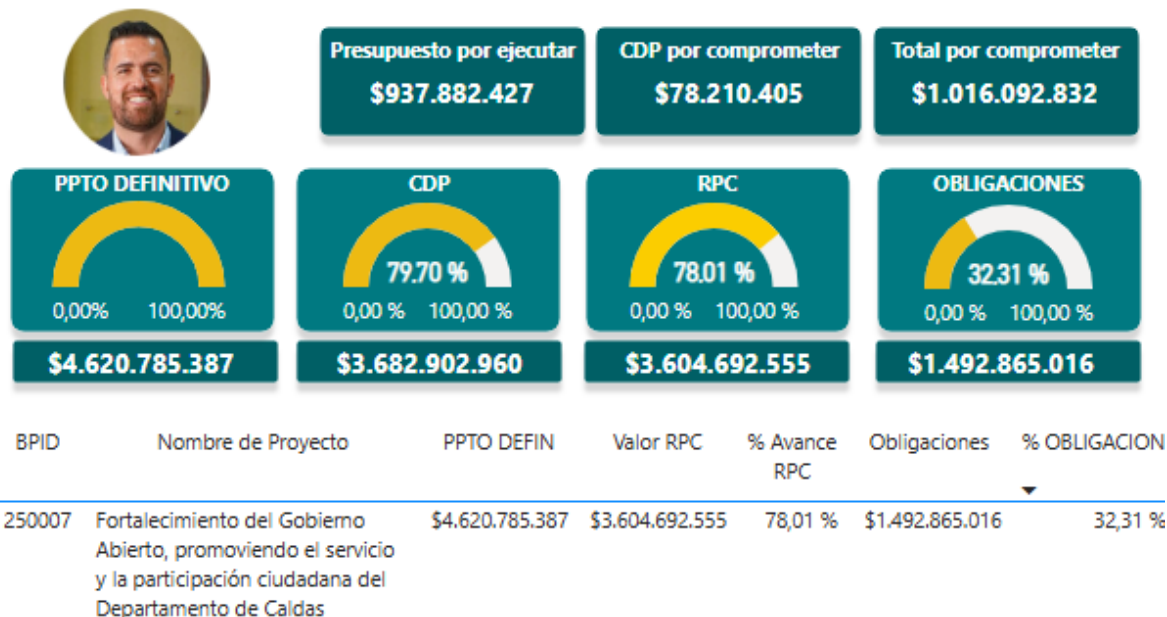 Presupuesto por ejecutar
$937.882.427
CDP por comprometer
$78.210.405
Total por comprometer
$1.016.092.832
PPTO DEFINITIVO
0,00% 100,00%
$4.620.785.387
CDP
79.70 %
0,00 % 100,00 %
$3.682.902.960
RPC
78.01 %
0,00 % 100,00 %
$3.604.692.555
OBLIGACIONES
32.31 %
0,00 % 100,00 %
$1.492.865.016
BPID Nombre de Proyecto PPTO DEFIN Valor RPC % Avance Obligaciones % OBLIGACION
RPC
250007 Fortalecimiento del Gobierno $4.620.785.387 $3.604.692.555 78,01 % $1.492.865.016 32,31 %
Abierto, promoviendo el servicio
y la participación ciudadana del
Departamento de Caldas